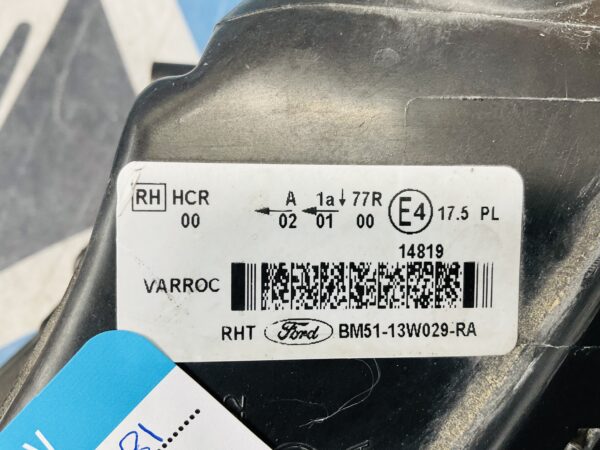 RH HCR A 1a 77R E4 17.5 PL
00 02 01 00
14819
VARROC
RHT Ford BM51-13W029-RA